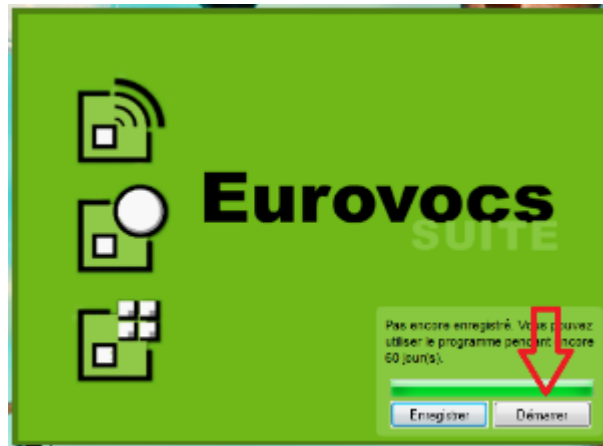 Eurovocs
SUITE
Pas encore enregistré. Vous pouvez
utiliser le programme pendant encore
60 jour(s).
Enregistrer Démarrer